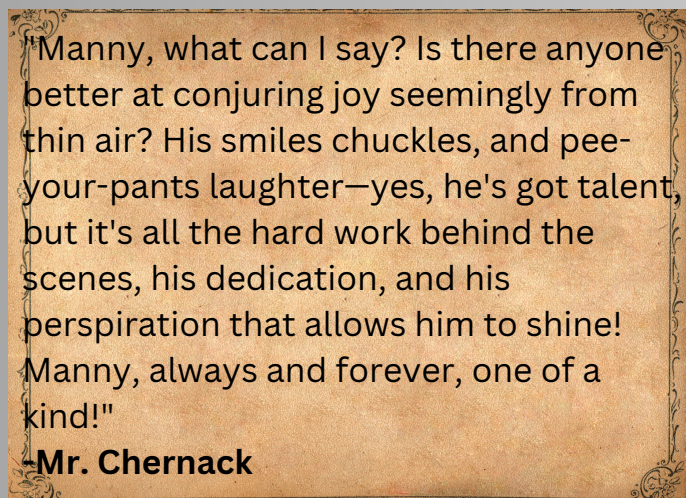 "Manny, what can I say? Is there anyone
better at conjuring joy seemingly from
thin air? His smiles chuckles, and pee-
your-pants laughter—yes, he's got talent,
but it's all the hard work behind the
scenes, his dedication, and his
perspiration that allows him to shine!
Manny, always and forever, one of a
kind!"
-Mr. Chernack